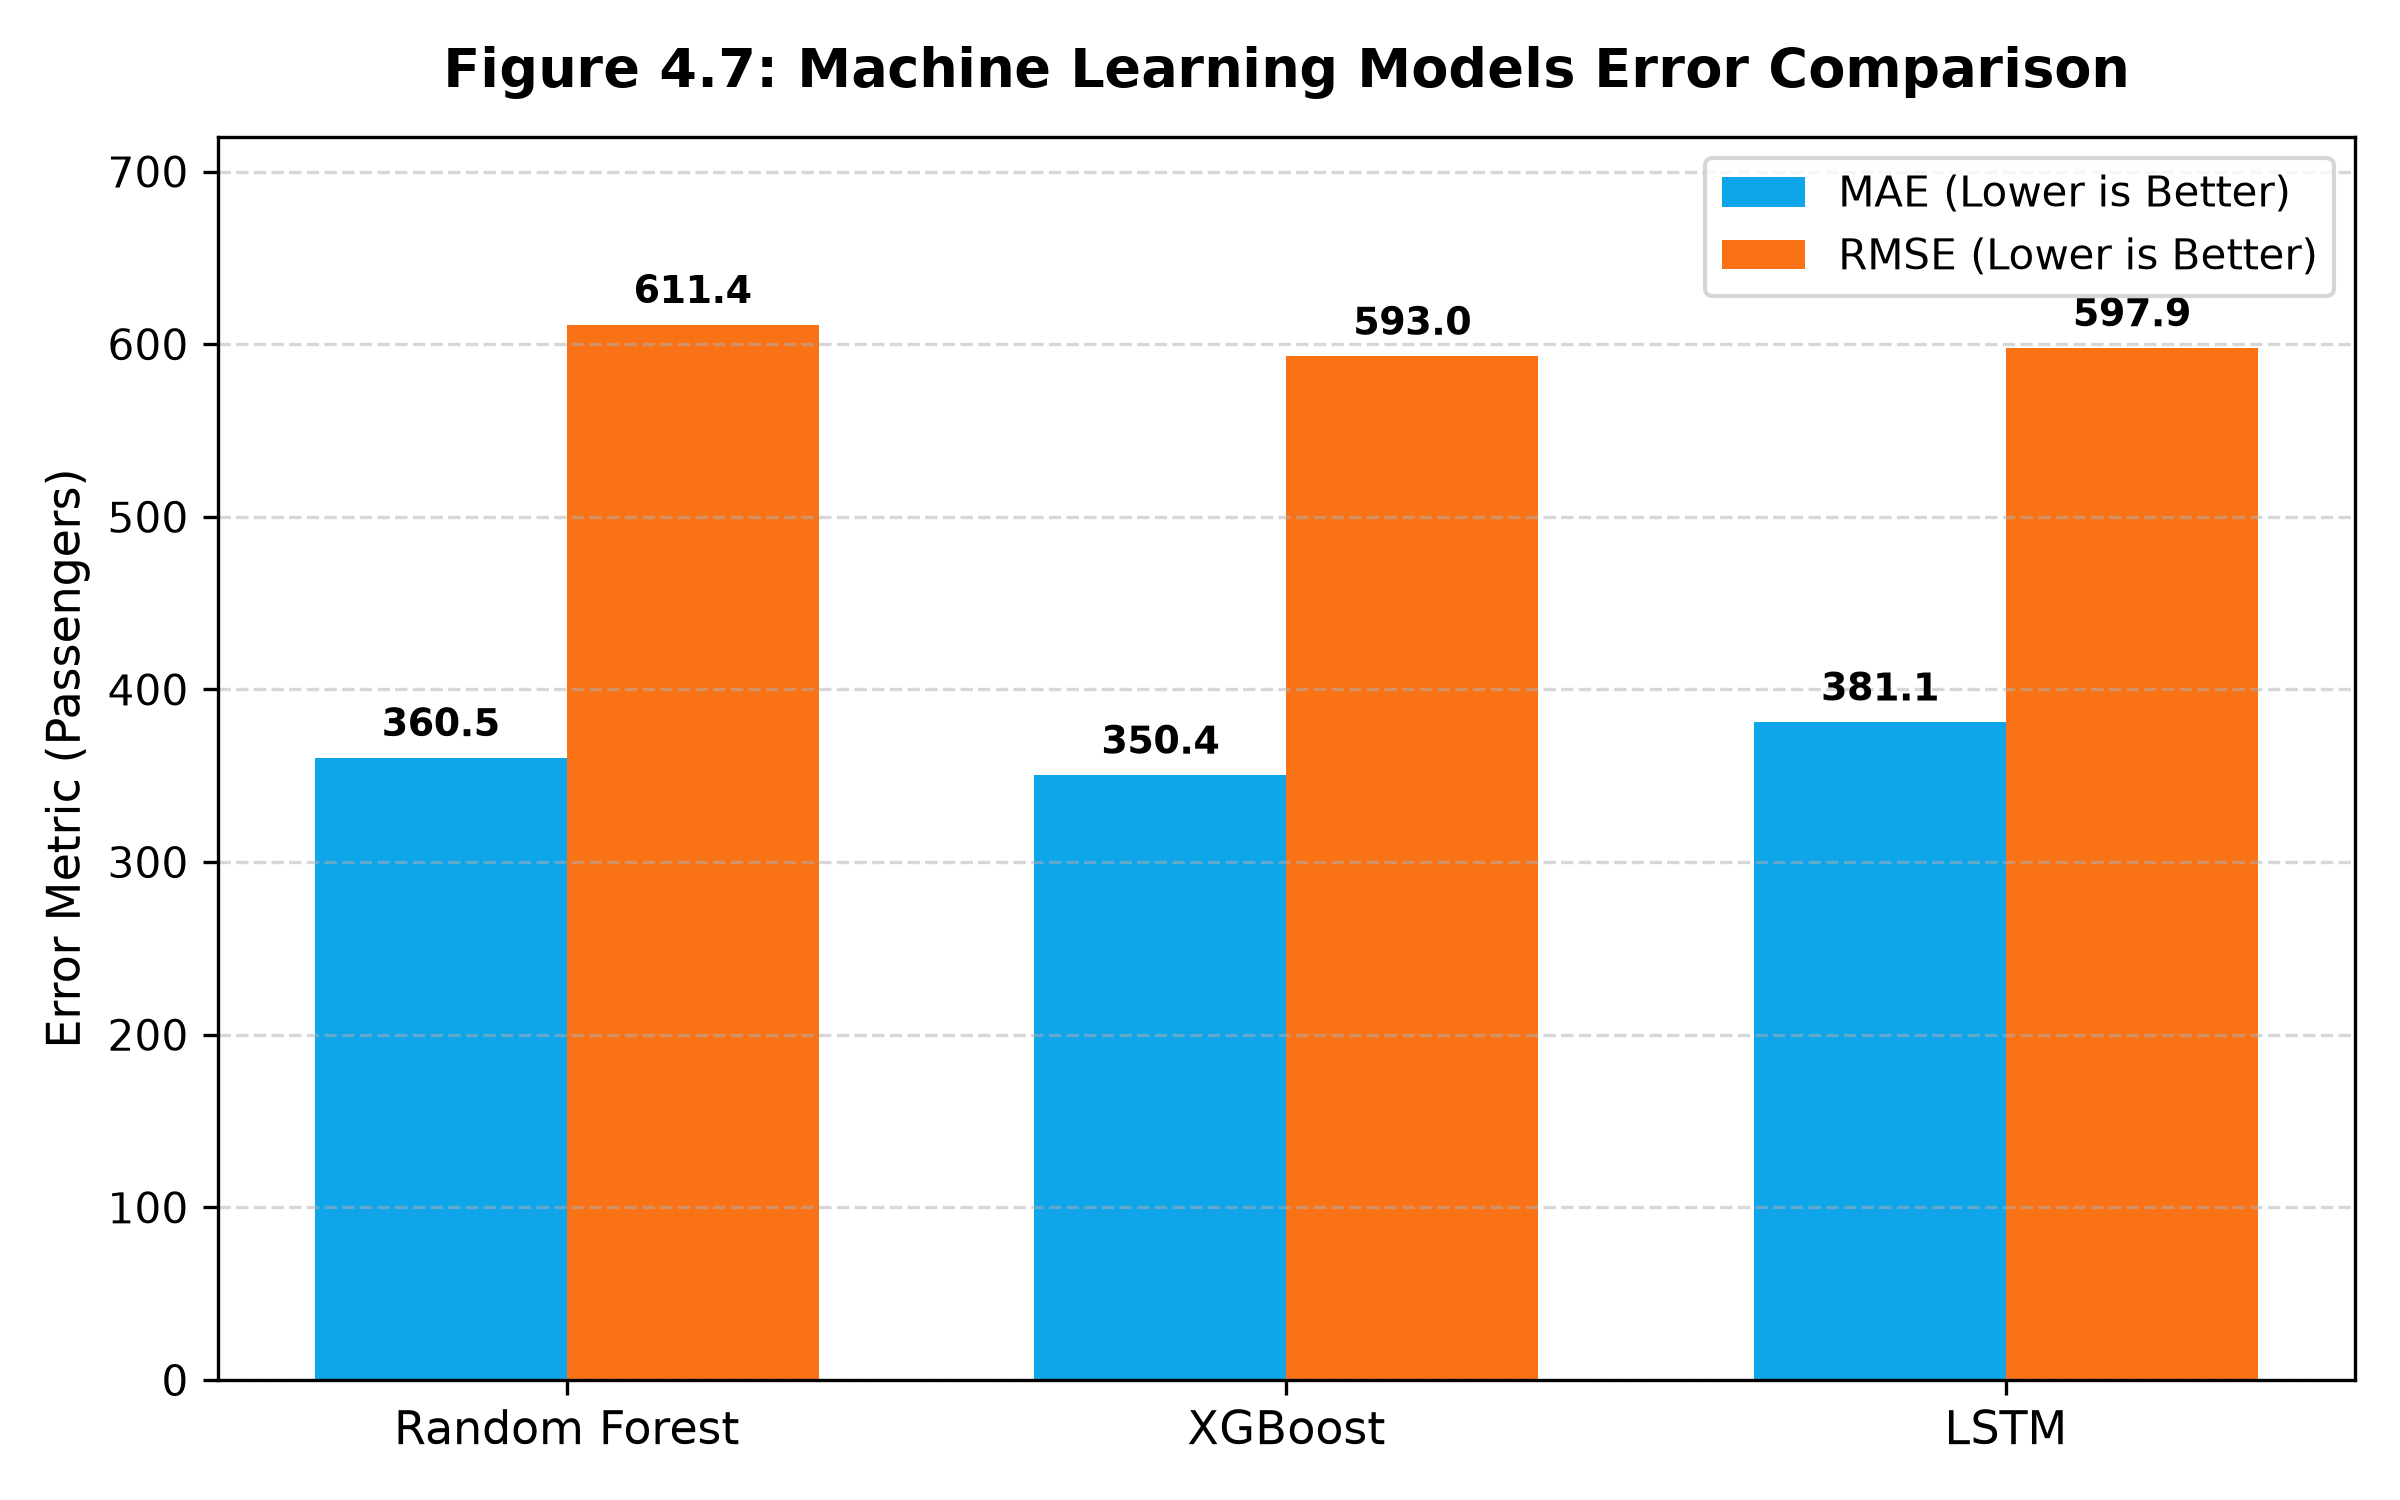 Figure 4.7: Machine Learning Models Error Comparison
Error Metric (Passengers)
700
600
500
400
300
200
100
0
MAE (Lower is Better)
RMSE (Lower is Better)
360.5
611.4
350.4
593.0
381.1
597.9
Random Forest
XGBoost
LSTM